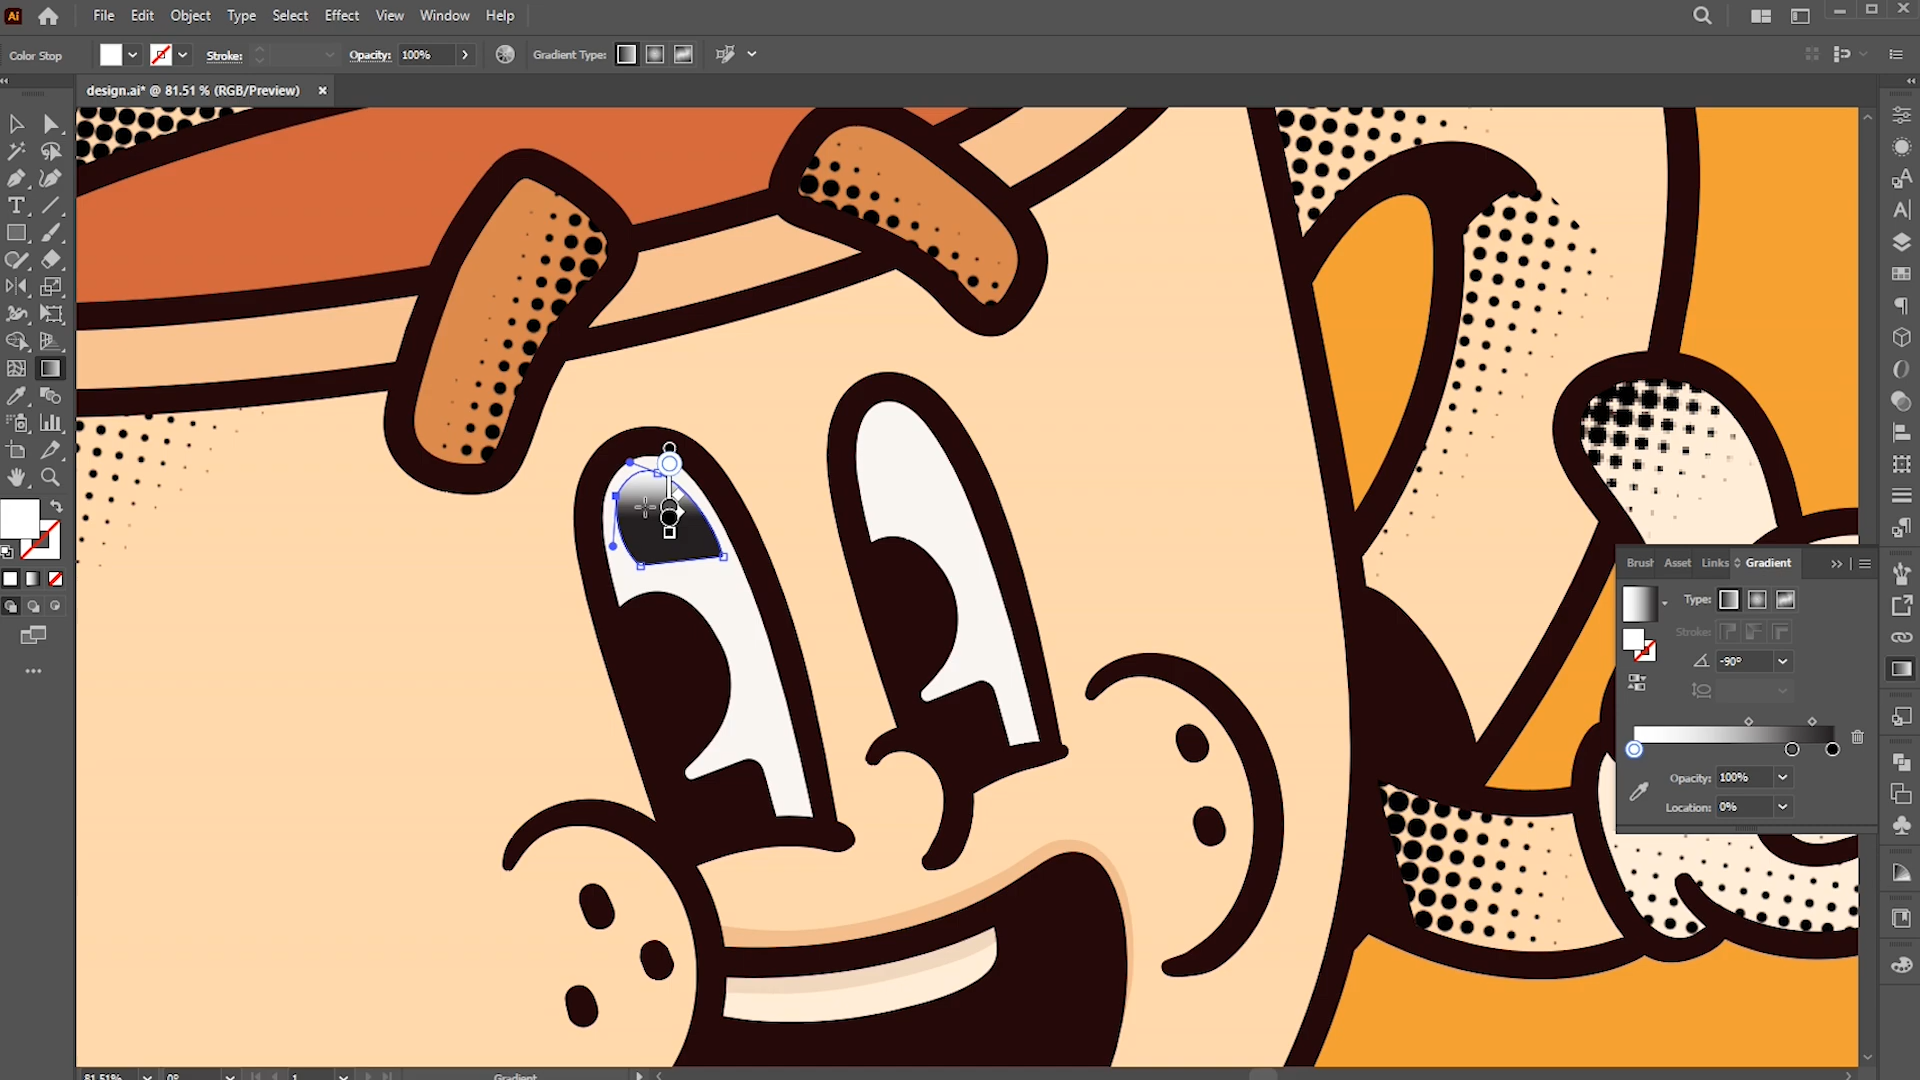 Ai File Edit Object Type Select Effect View Window Help
Color Stop Stroke: Opacity: 100% Gradient Type:
design.ai* @ 81.51 % (RGB/Preview)
Brush Asset Links Gradient
Type:
Stroke:
-90°
Opacity: 100%
Location: 0%
81.51% 0° 1 Gradient